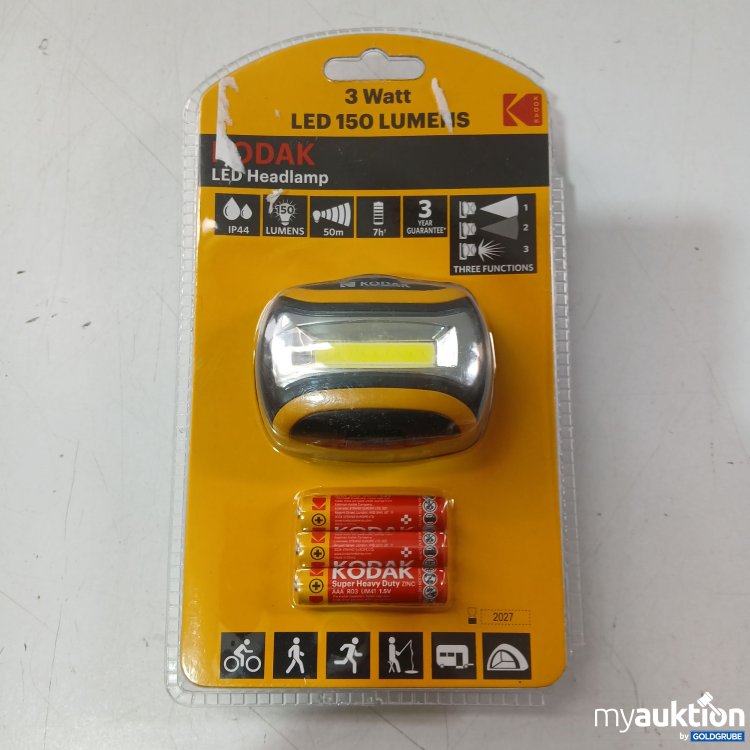 3 Watt
LED 150 LUMENS
KODAK
KODAK
LED Headlamp
IP44
150
LUMENS
50m
7h
3
YEAR
GUARANTEE*
1
2
3
THREE FUNCTIONS
KODAK
KODAK
Super Heavy Duty ZINC
AAA R03 UM4 1.5V
2027
myauktion
by GOLDGRUBE